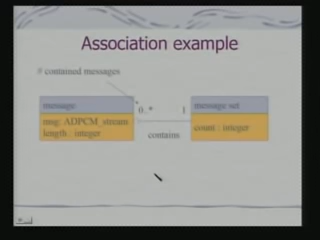 Association example
# contained messages
message
msg: ADPCM_stream
length : integer
0..*
1
contains
message set
count : integer